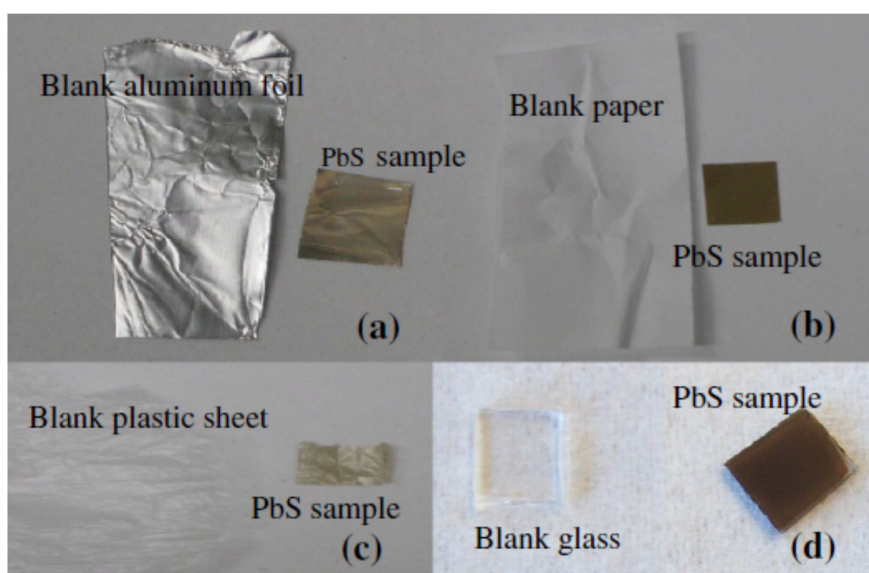 Blank aluminum foil
PbS sample
(a)
Blank paper
PbS sample
(b)
Blank plastic sheet
PbS sample
(c)
PbS sample
Blank glass
(d)